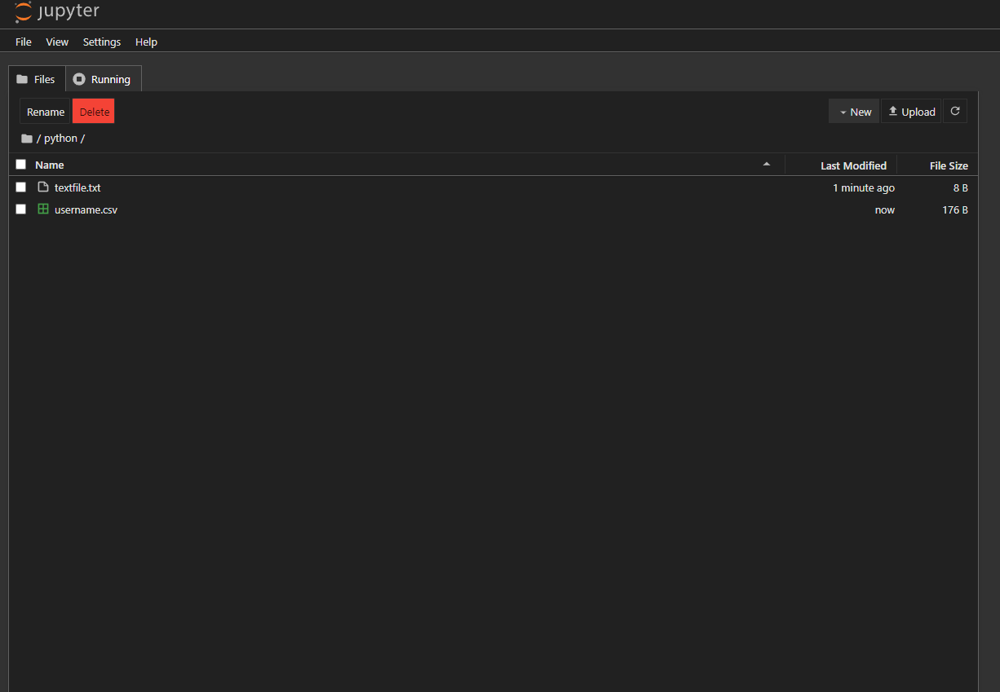 jupyter
File View Settings Help
Files Running
Rename Delete New Upload
/ python /
Name Last Modified File Size
textfile.txt 1 minute ago 8 B
username.csv now 176 B